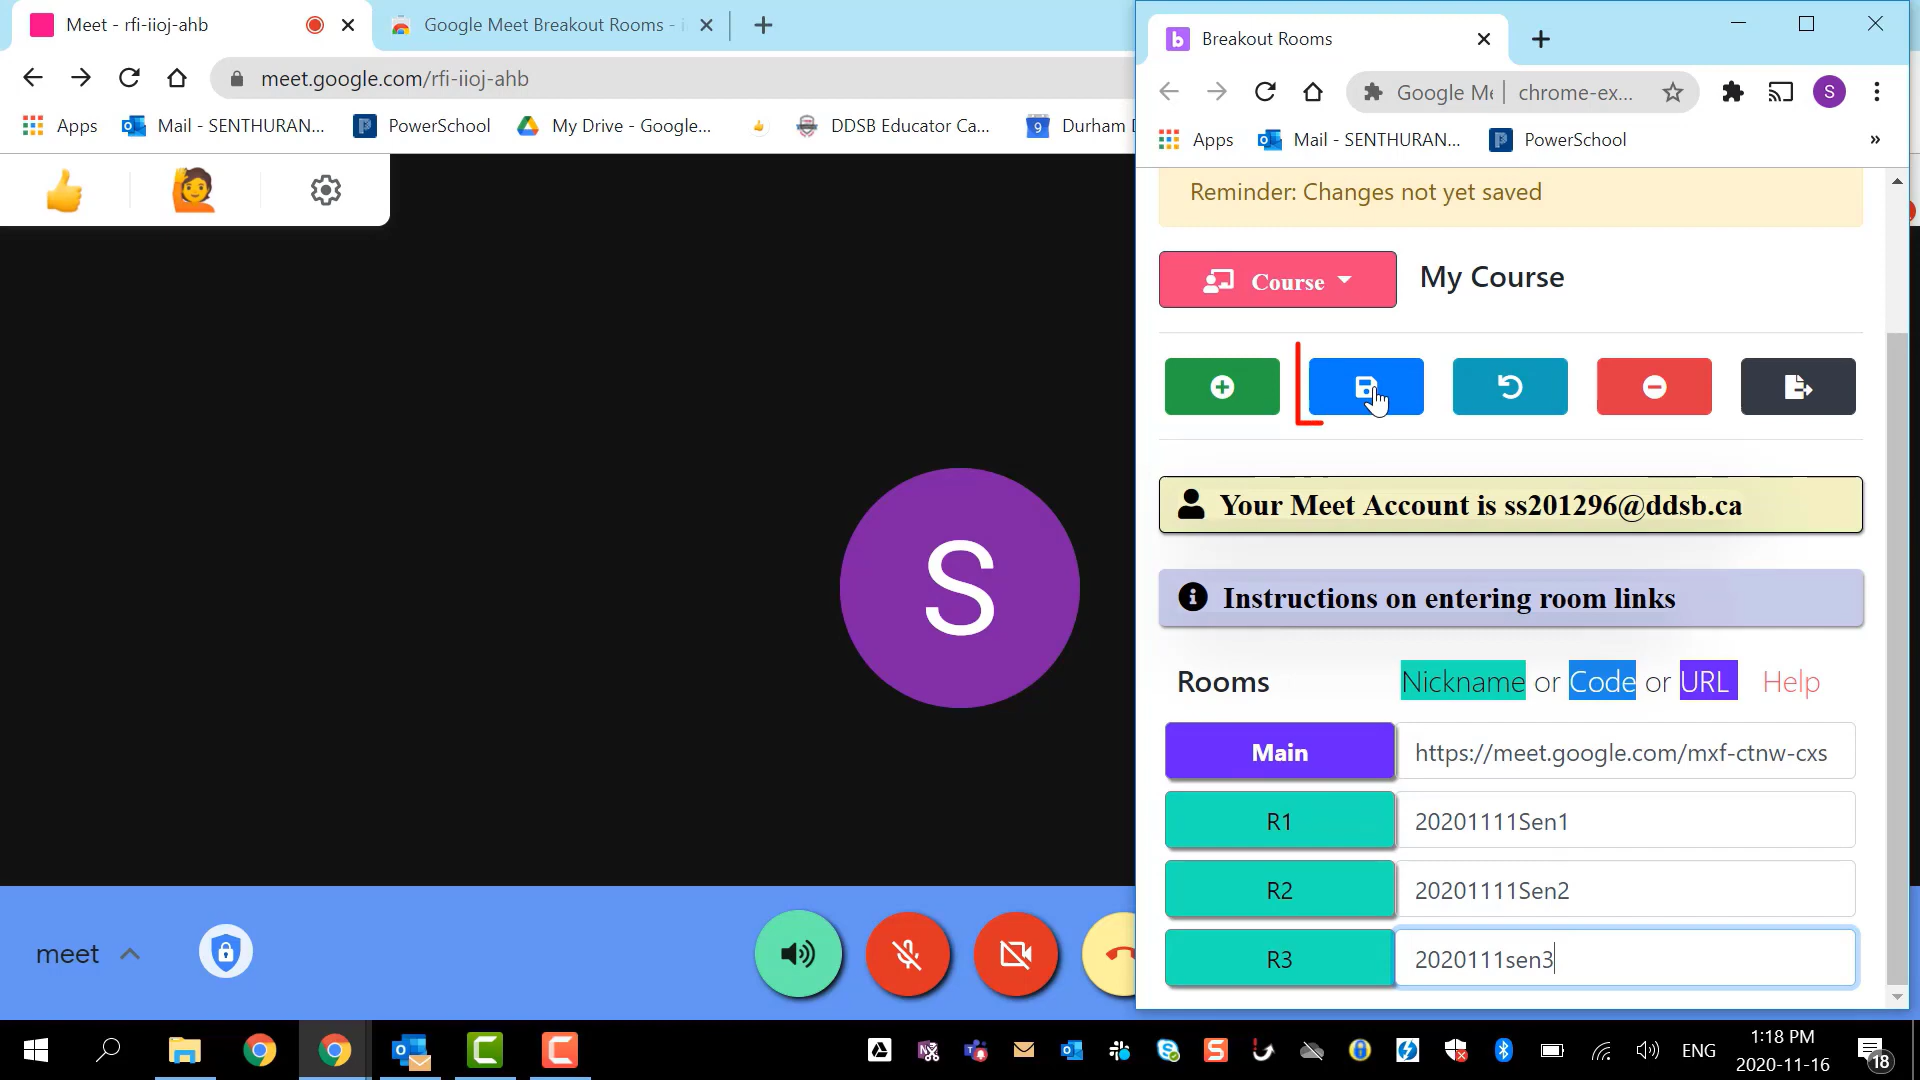 Meet - rfi-iioj-ahb
Google Meet Breakout Rooms -
meet.google.com/rfi-iioj-ahb
Apps
Mail - SENTHURAN...
PowerSchool
My Drive - Google...
DDSB Educator Ca...
9
Durham
meet
S
b
Breakout Rooms
Google Me
chrome-ex...
S
Apps
Mail - SENTHURAN...
P
PowerSchool
»
Reminder: Changes not yet saved
Course
My Course
Your Meet Account is ss201296@ddsb.ca
Instructions on entering room links
Rooms
Nickname or Code or URL Help
Main
https://meet.google.com/mxf-ctnw-cxs
R1
20201111Sen1
R2
20201111Sen2
R3
2020111sen3
ENG
1:18 PM
2020-11-16
18